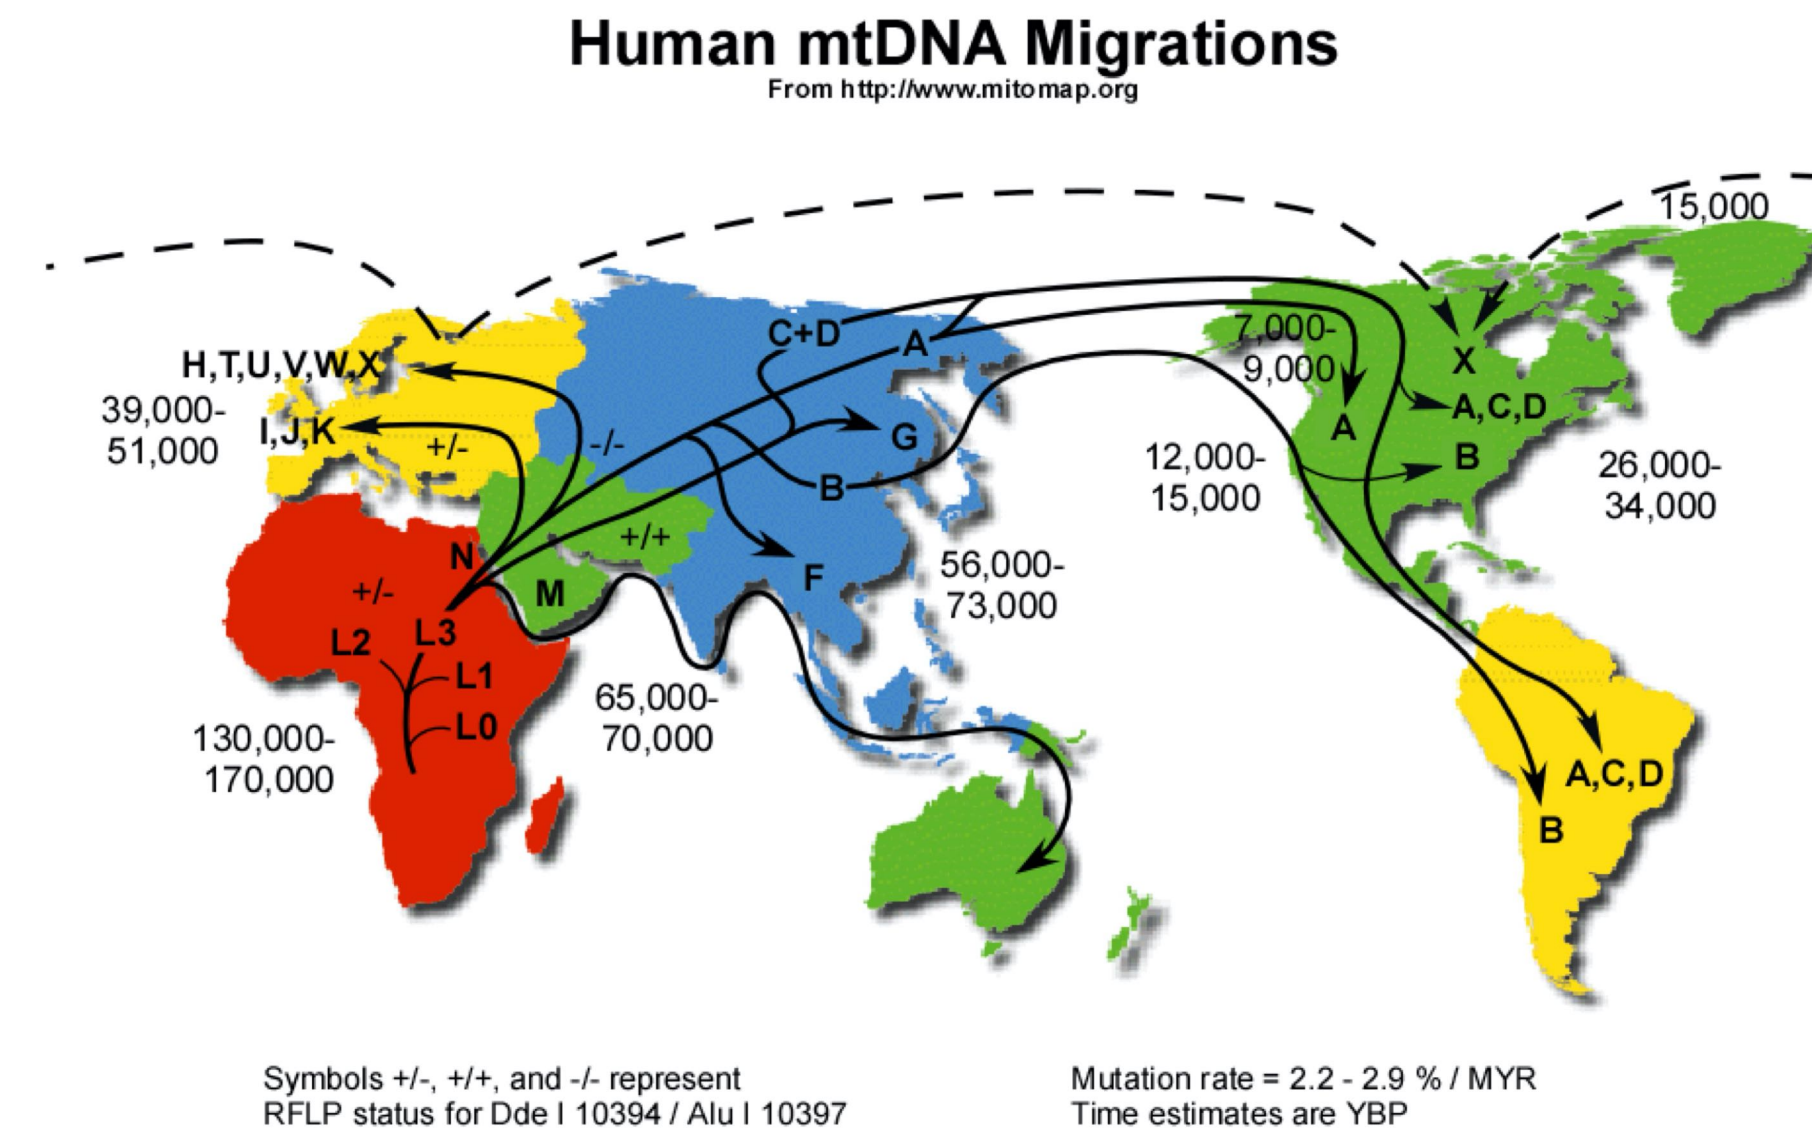 Human mtDNA Migrations
From http://www.mitomap.org
15,000
C+D
A
7,000-
9,000
H,T,U,V,W,X
X
39,000-
51,000
I,J,K
+/-
-/-
G
A
A,C,D
B
B
12,000-
15,000
26,000-
34,000
N
+/+
M
F
56,000-
73,000
+/-
L2
L3
L1
L0
65,000-
70,000
130,000-
170,000
A,C,D
B
Symbols +/-, +/+, and -/- represent
RFLP status for Dde I 10394 / Alu I 10397
Mutation rate = 2.2 - 2.9 % / MYR
Time estimates are YBP